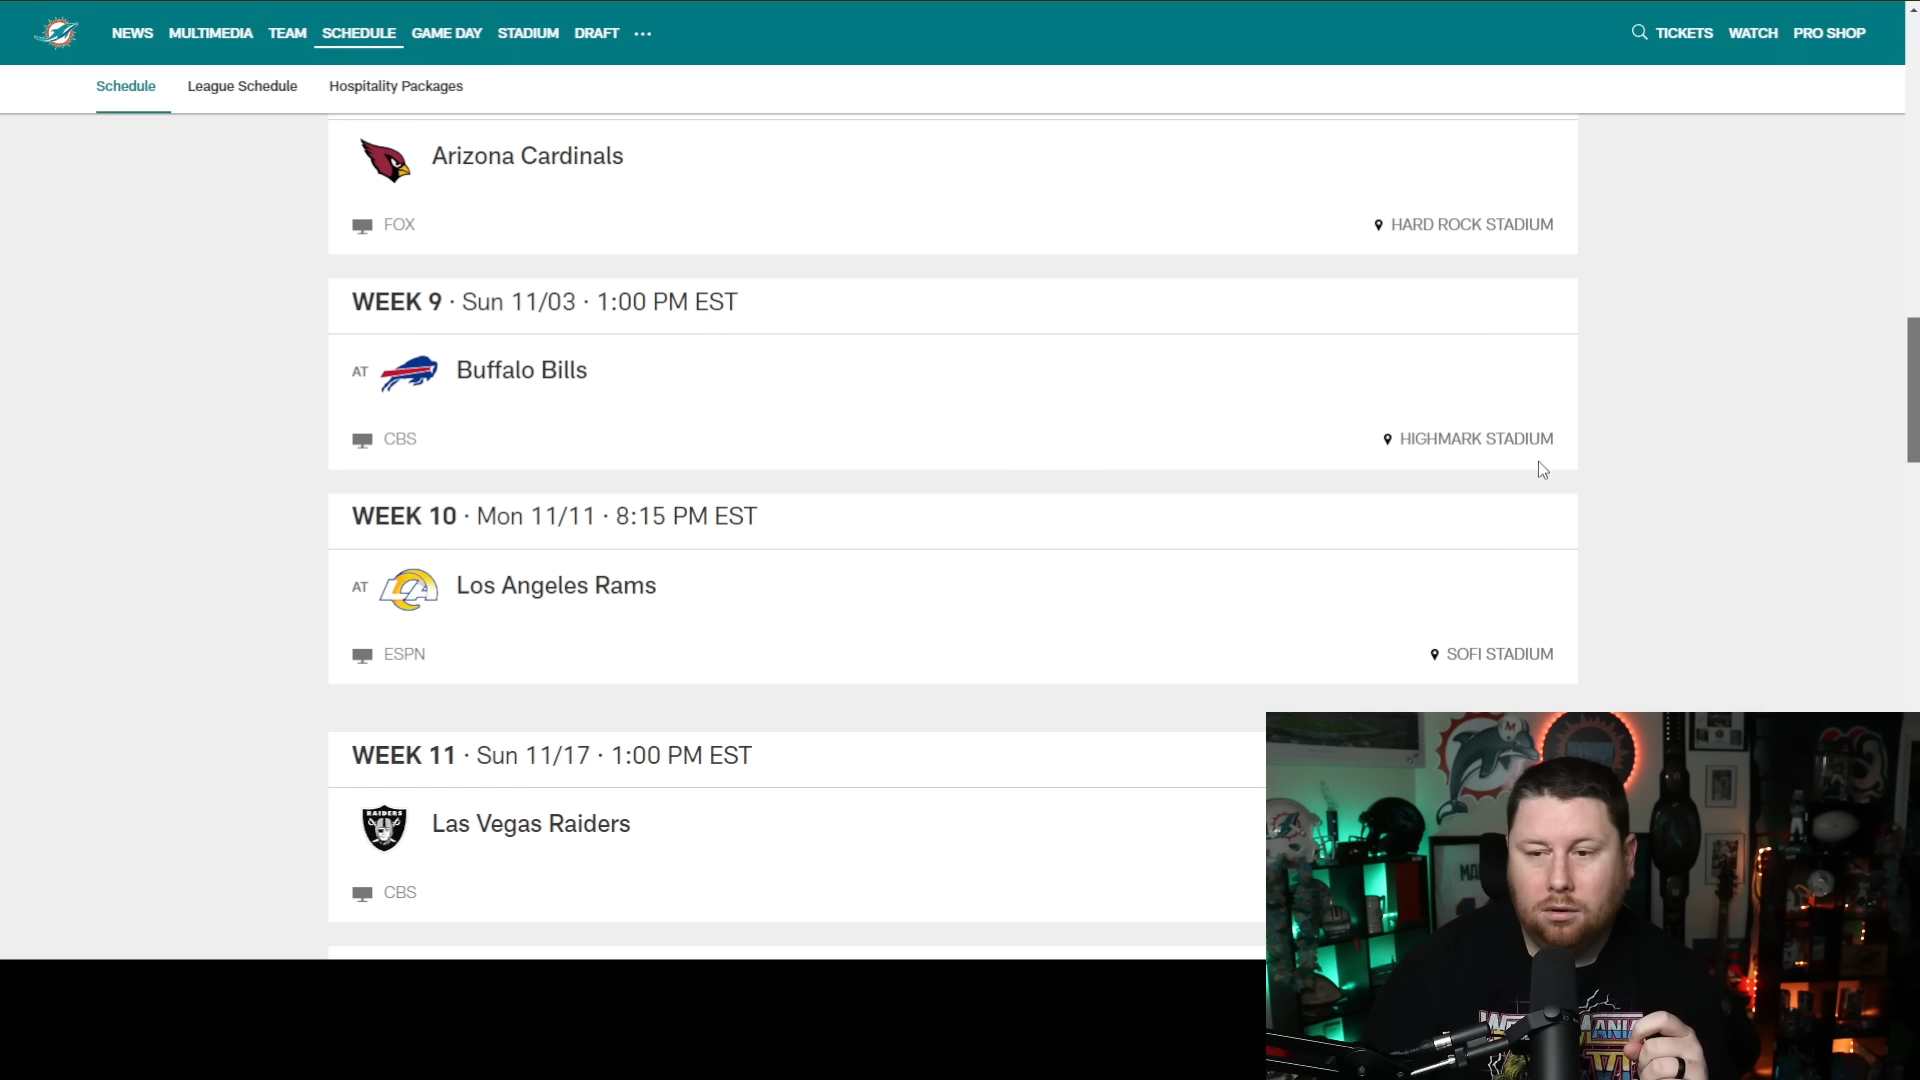 NEWS MULTIMEDIA TEAM SCHEDULE GAME DAY STADIUM DRAFT ••• TICKETS WATCH PRO SHOP
Schedule League Schedule Hospitality Packages
Arizona Cardinals
FOX HARD ROCK STADIUM
WEEK 9 · Sun 11/03 · 1:00 PM EST
AT Buffalo Bills
CBS HIGHMARK STADIUM
WEEK 10 · Mon 11/11 · 8:15 PM EST
AT LA Los Angeles Rams
ESPN SOFI STADIUM
WEEK 11 · Sun 11/17 · 1:00 PM EST
RAIDERS Las Vegas Raiders
CBS
M